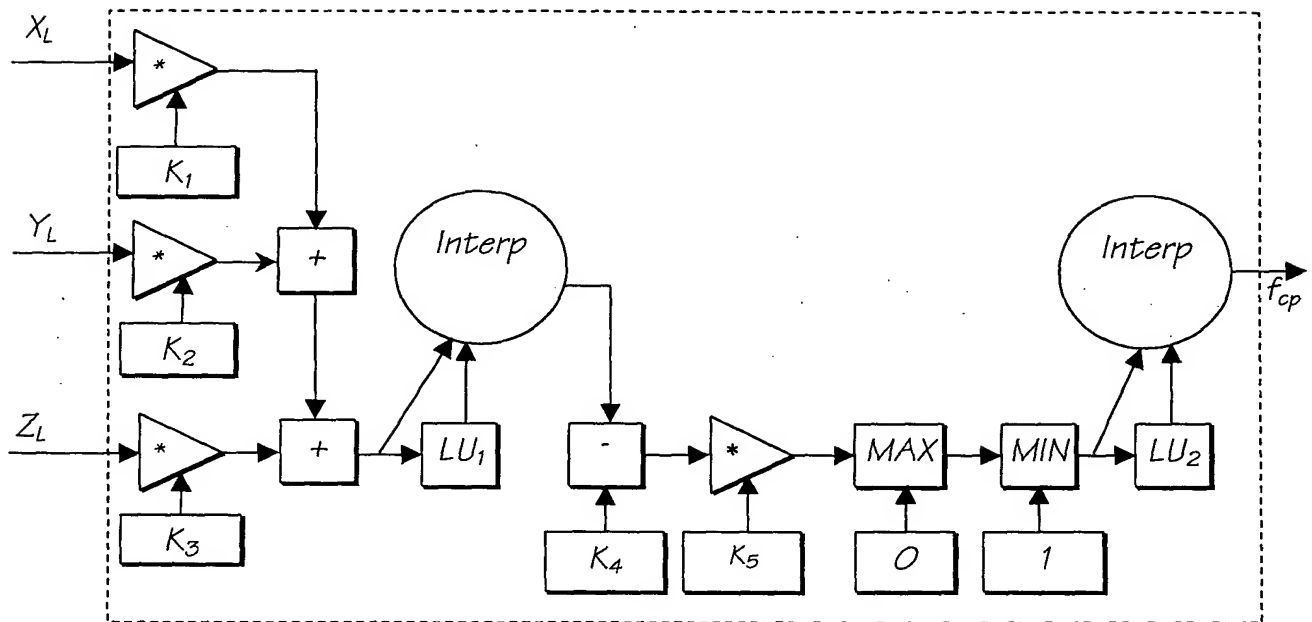 X_L
*
K_1
Y_L
*
K_2
+
Interp
Interp
f_cp
Z_L
*
K_3
+
LU_1
-
K_4
*
K_5
MAX
0
MIN
1
LU_2